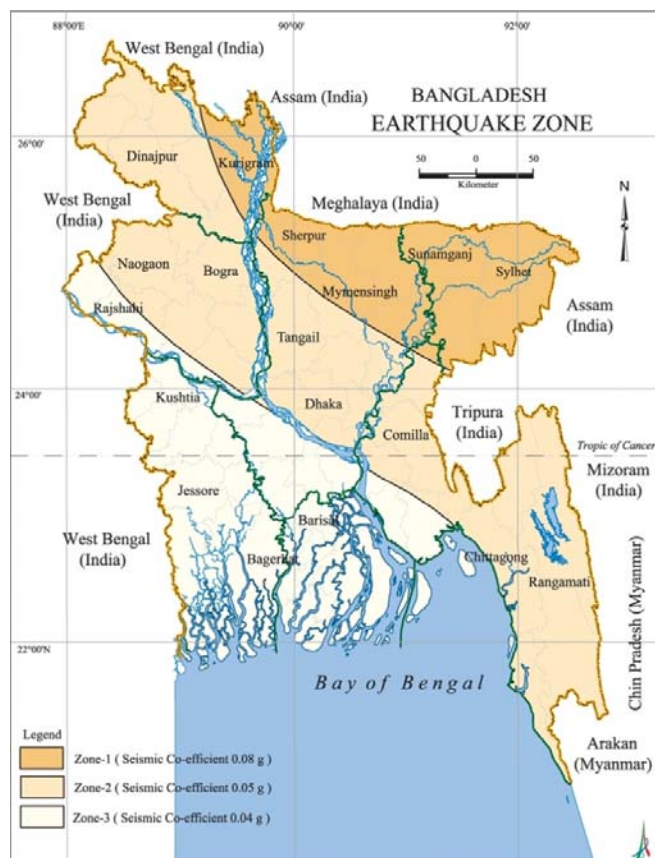 88°00'E
90°00'
92°00'
West Bengal (India)
Assam (India)
BANGLADESH
EARTHQUAKE ZONE
26°00'
50 0 50
Kilometer
N
Dinajpur
Kurigram
West Bengal
(India)
Meghalaya (India)
Sherpur
Sunamganj
Sylhet
Naogaon
Bogra
Mymensingh
Rajshahi
Assam
(India)
Tangail
24°00'
Kushtia
Dhaka
Tripura
(India)
Comilla
Tropic of Cancer
Mizoram
(India)
Jessore
West Bengal
(India)
Barisal
Bagerhat
Chittagong
Rangamati
Chin Pradesh (Myanmar)
22°00'N
Bay of Bengal
Arakan
(Myanmar)
Legend
Zone-1 ( Seismic Co-efficient 0.08 g )
Zone-2 ( Seismic Co-efficient 0.05 g )
Zone-3 ( Seismic Co-efficient 0.04 g )